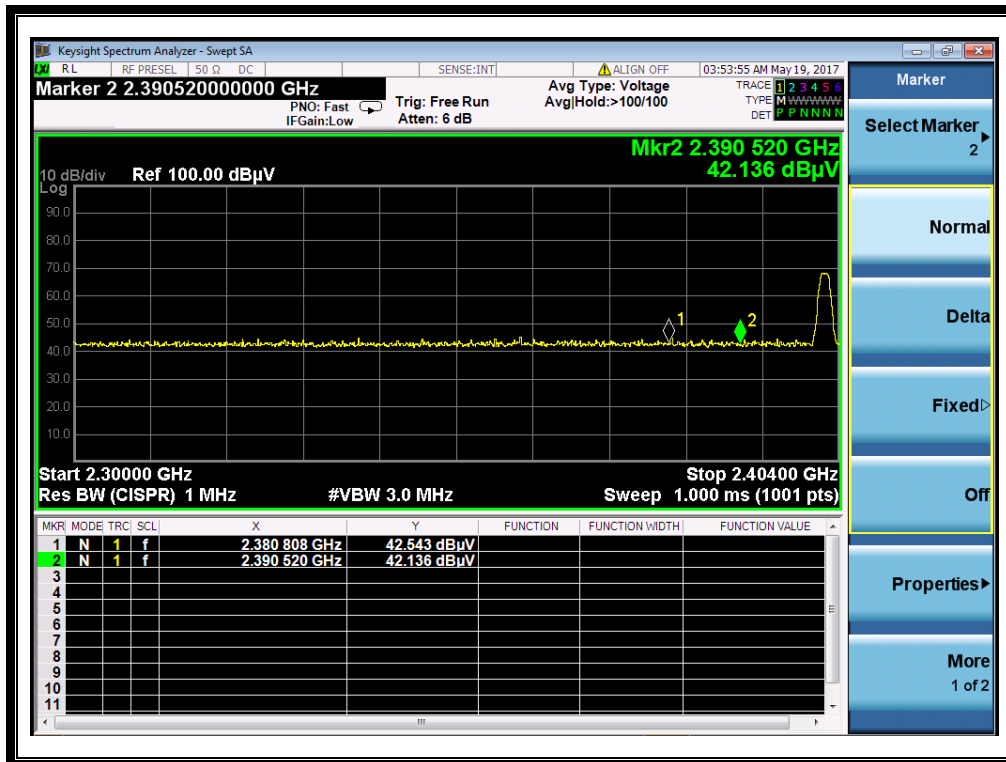 Keysight Spectrum Analyzer - Swept SA
LXI RL RF PRESEL 50 Ω DC SENSE:INT ALIGN OFF 03:53:55 AM May 19, 2017
Marker 2 2.390520000000 GHz
PNO: Fast
IFGain:Low
Trig: Free Run
Atten: 6 dB
Avg Type: Voltage
Avg|Hold:>100/100
TRACE 1 2 3 4 5 6
TYPE M WWWWW
DET P P N N N N
Mkr2 2.390 520 GHz
42.136 dBµV
10 dB/div Ref 100.00 dBµV
Log
90.0
80.0
70.0
60.0
50.0
40.0
30.0
20.0
10.0
1
2
Start 2.30000 GHz Stop 2.40400 GHz
Res BW (CISPR) 1 MHz #VBW 3.0 MHz Sweep 1.000 ms (1001 pts)
MKR MODE TRC SCL X Y FUNCTION FUNCTION WIDTH FUNCTION VALUE
1 N 1 f 2.380 808 GHz 42.543 dBµV
2 N 1 f 2.390 520 GHz 42.136 dBµV
3
4
5
6
7
8
9
10
11
Marker
Select Marker
2
Normal
Delta
Fixed
Off
Properties
More
1 of 2